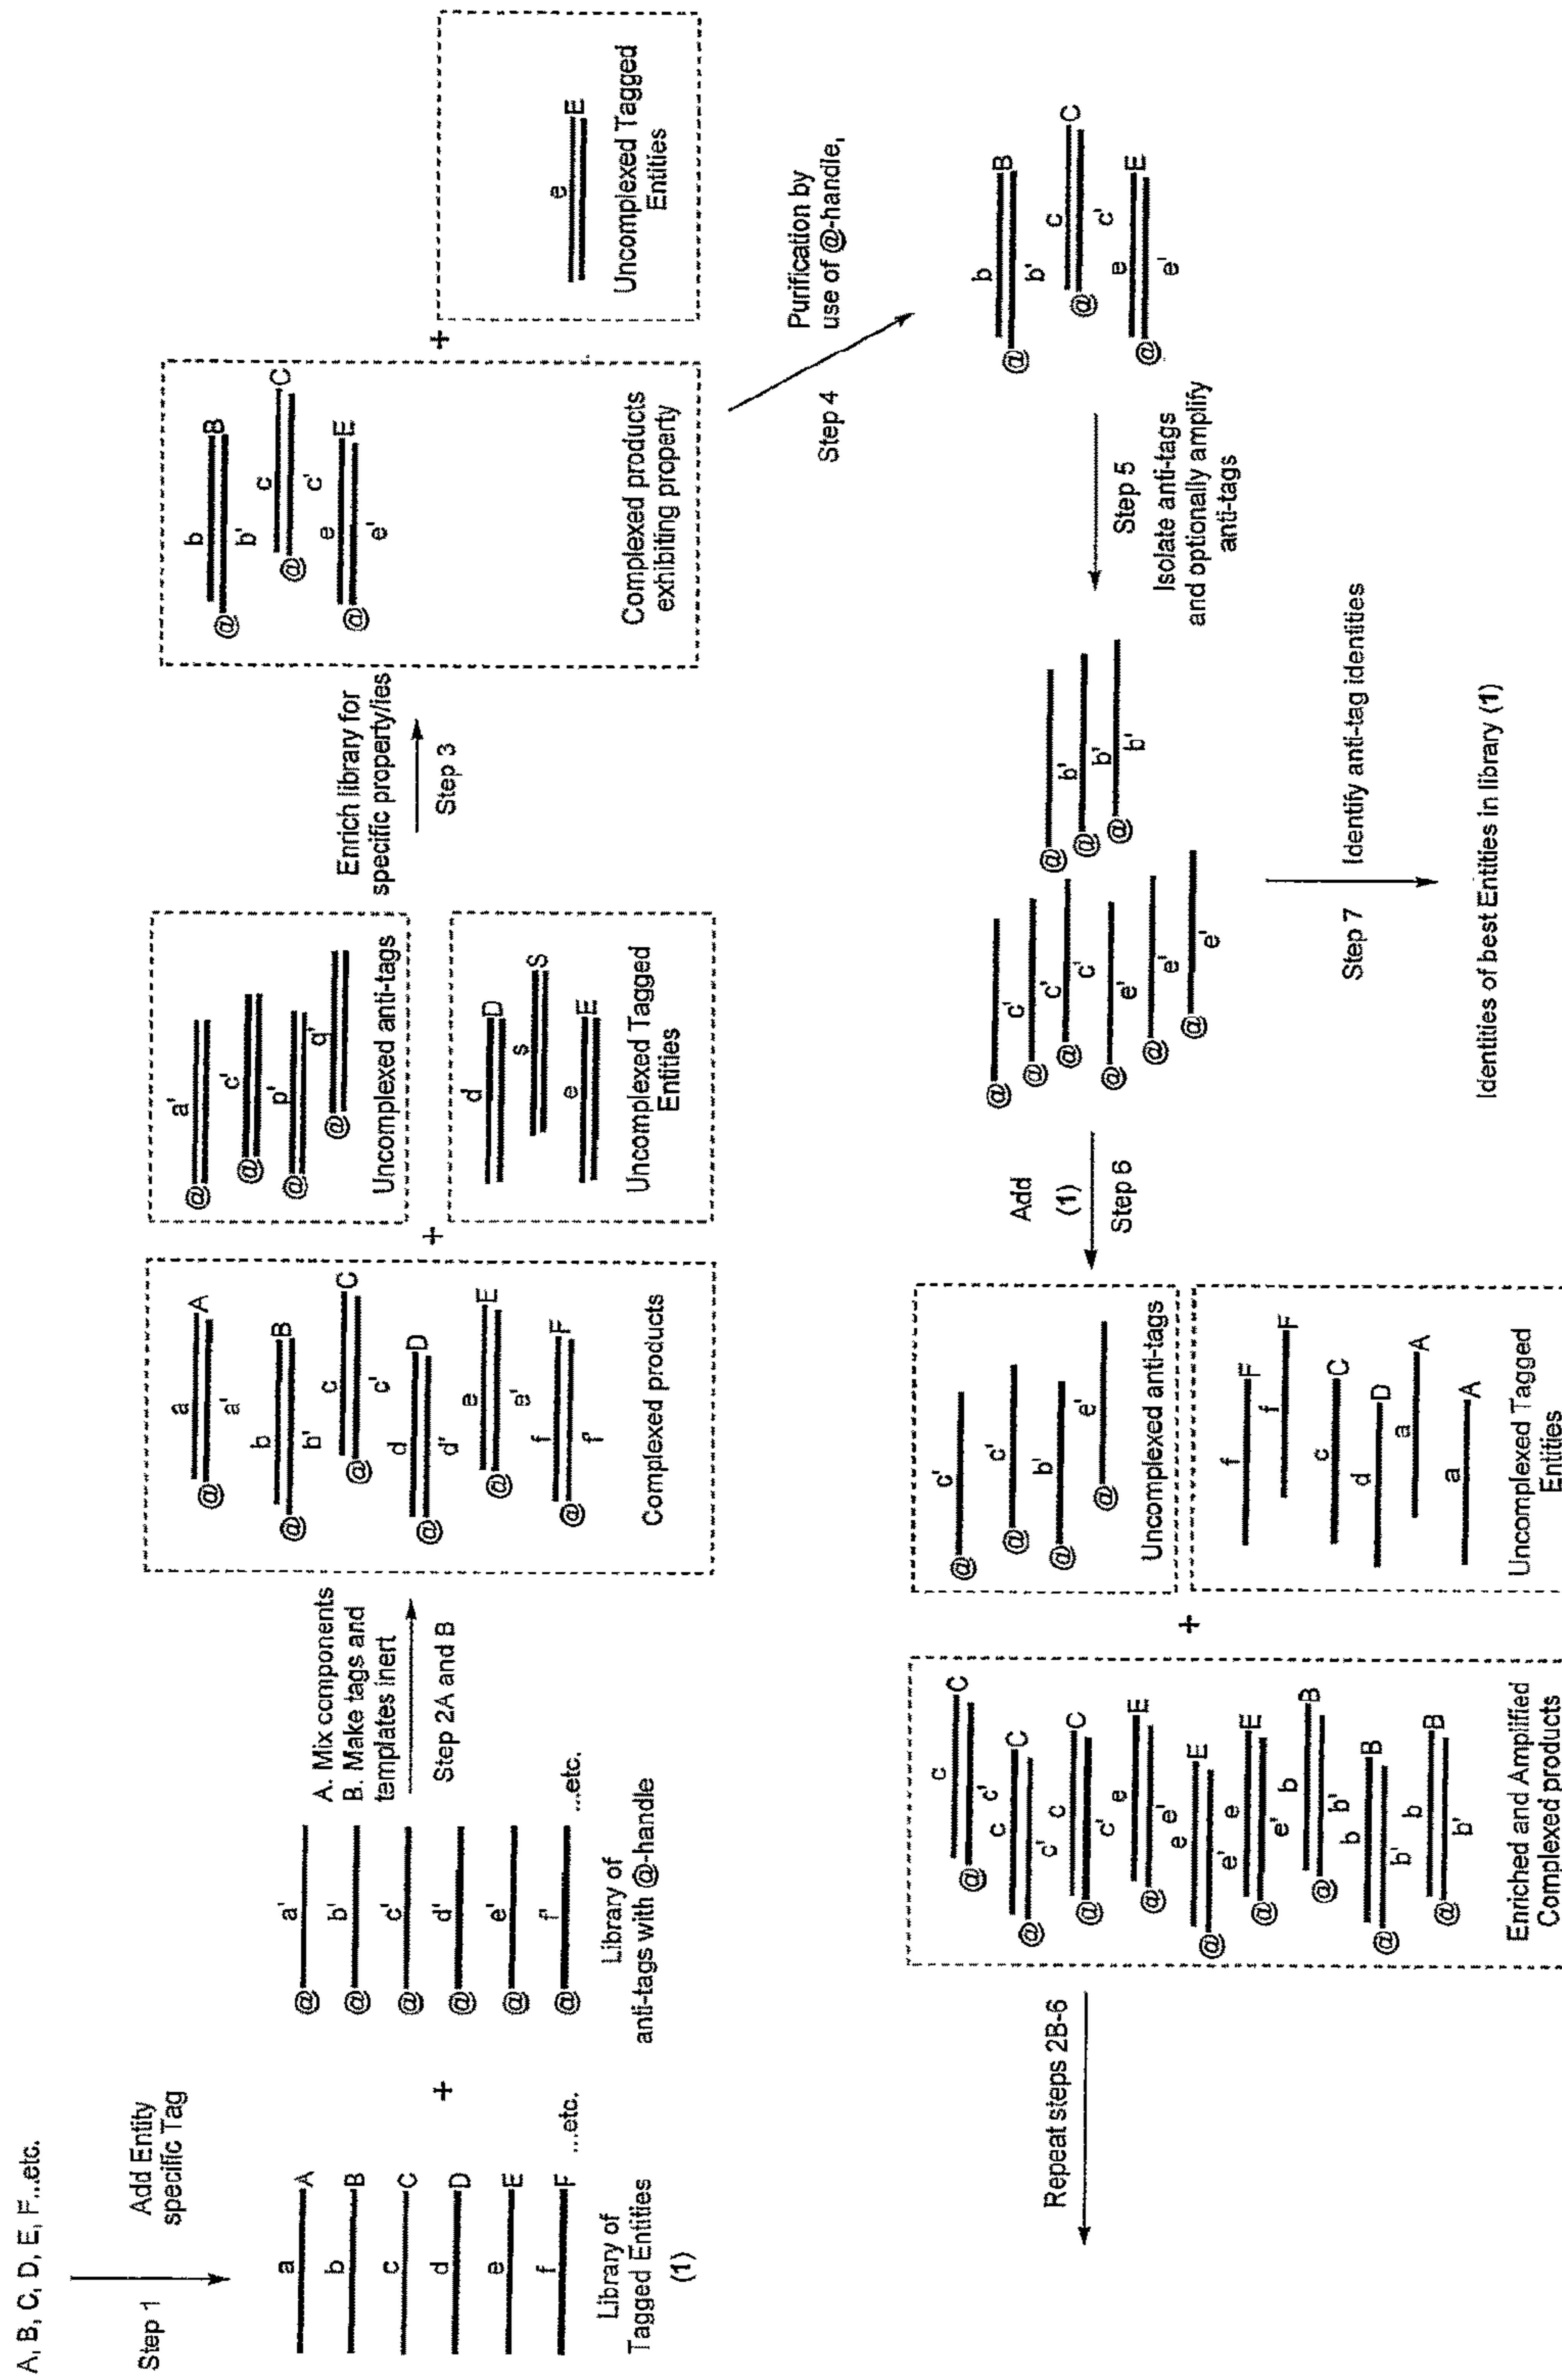 A, B, C, D, E, F...etc.
Step 1
Add Entity
specific Tag
a
A
b
B
c
C
d
D
e
E
f
F
...etc.
Library of
Tagged Entities
(1)
+
@
a'
@
b'
@
c'
@
d'
@
e'
@
f'
...etc.
Library of
anti-tags with @-handle
A. Mix components
B. Make tags and
templates inert
Step 2A and B
a
A
@
a'
b
B
@
b'
c
C
@
c'
d
D
@
d'
e
E
@
e'
f
F
@
f'
Complexed products
+
a'
@
c'
@
p'
@
@
Uncomplexed anti-tags
d
D
s
S
e
E
Uncomplexed Tagged
Entities
Enrich library for
specific property/ies
Step 3
b
B
@
b'
c
C
@
c'
e
E
@
e'
Complexed products
exhibiting property
+
e
E
Uncomplexed Tagged
Entities
Step 4
Purification by
use of @-handle,
b
B
@
b'
c
C
@
c'
e
E
@
e'
Step 5
Isolate anti-tags
and optionally amplify
anti-tags
@
@
b'
@
b'
@
b'
@
c'
@
c'
@
c'
@
e'
@
e'
@
e'
Step 7
Identify anti-tag identities
Identities of best Entities in library (1)
Add
(1)
Step 6
c'
@
c'
@
b'
@
e'
@
Uncomplexed anti-tags
f
F
f
F
c
C
d
D
a
A
a
A
Uncomplexed Tagged
Entities
+
c
C
@
c'
c
C
@
c'
c
C
@
c'
e
E
@
e'
e
E
@
e'
e
E
@
e'
b
B
@
b'
b
B
@
b'
b
B
@
b'
Enriched and Amplified
Complexed products
Repeat steps 2B-6